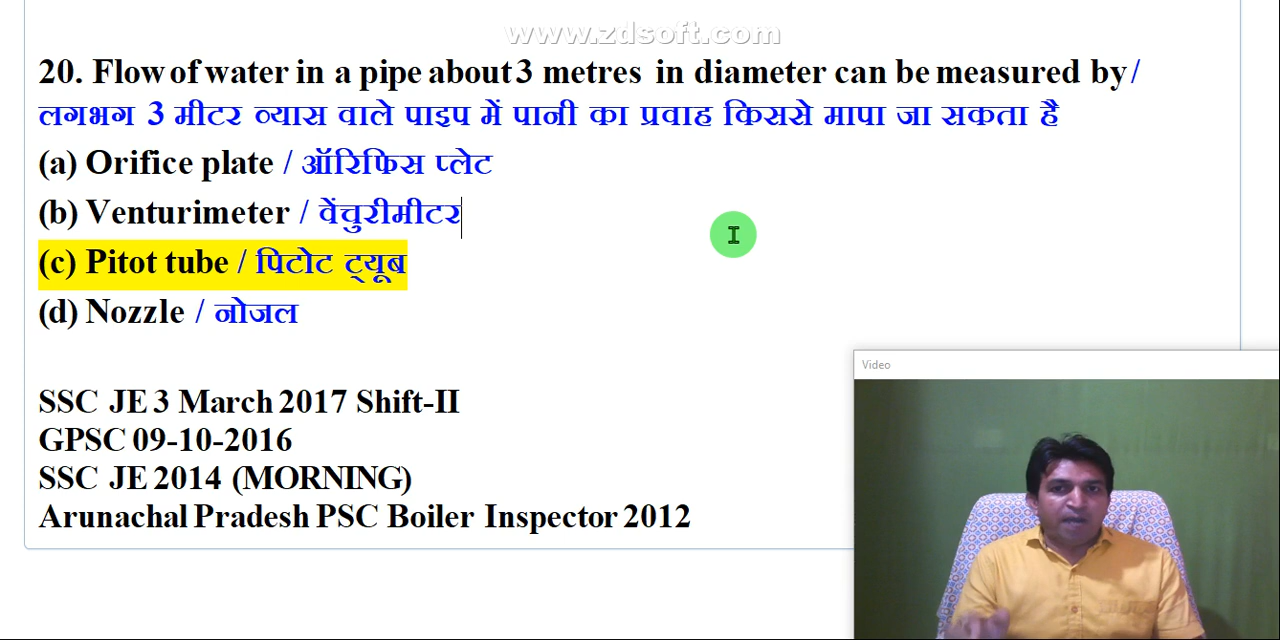 www.zdsoft.com
20. Flow of water in a pipe about 3 metres in diameter can be measured by /
लगभग 3 मीटर व्यास वाले पाइप में पानी का प्रवाह किससे मापा जा सकता है
(a) Orifice plate / ऑरिफिस प्लेट
(b) Venturimeter / वेंचुरीमीटर
(c) Pitot tube / पिटोट ट्यूब
(d) Nozzle / नोजल
SSC JE 3 March 2017 Shift-II
GPSC 09-10-2016
SSC JE 2014 (MORNING)
Arunachal Pradesh PSC Boiler Inspector 2012
Video